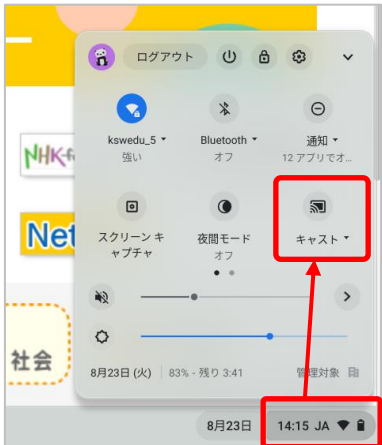 ログアウト
kswedu_5
強い
Bluetooth
オフ
通知
12 アプリでオ...
NHK
Net
スクリーン キ
ャプチャ
夜間モード
オフ
キャスト
8月23日 (火)
83% - 残り 3:41
管理対象
社会
8月23日
14:15 JA